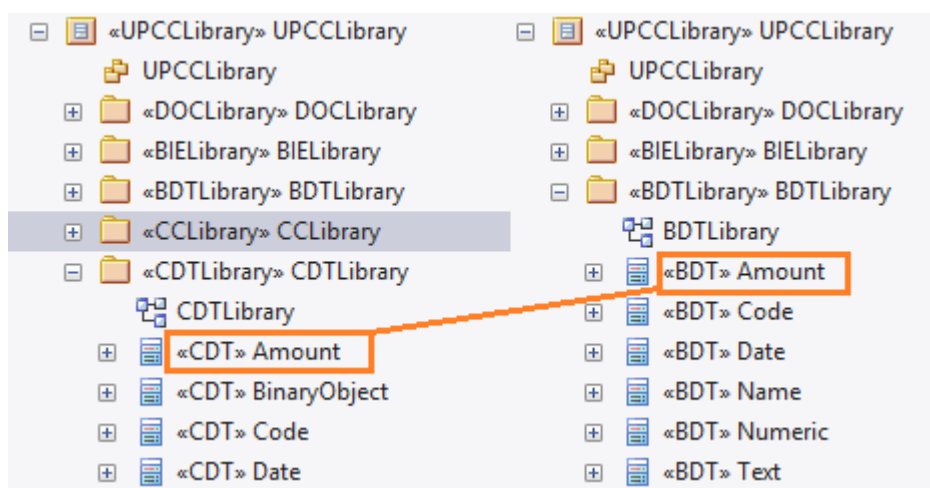 «UPCCLibrary» UPCCLibrary
UPCCLibrary
«DOCLibrary» DOCLibrary
«BIELibrary» BIELibrary
«BDTLibrary» BDTLibrary
«CCLibrary» CCLibrary
«CDTLibrary» CDTLibrary
CDTLibrary
«CDT» Amount
«CDT» BinaryObject
«CDT» Code
«CDT» Date
«UPCCLibrary» UPCCLibrary
UPCCLibrary
«DOCLibrary» DOCLibrary
«BIELibrary» BIELibrary
«BDTLibrary» BDTLibrary
BDTLibrary
«BDT» Amount
«BDT» Code
«BDT» Date
«BDT» Name
«BDT» Numeric
«BDT» Text